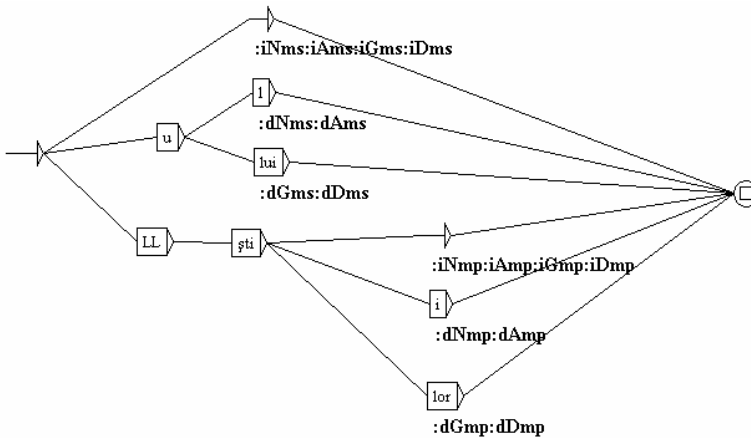 :iNms:iAms:iGms:iDms
l
:dNms:dAms
u
lui
:dGms:dDms
LL
ști
:iNmp:iAmp:iGmp:iDmp
i
:dNmp:dAmp
lor
:dGmp:dDmp